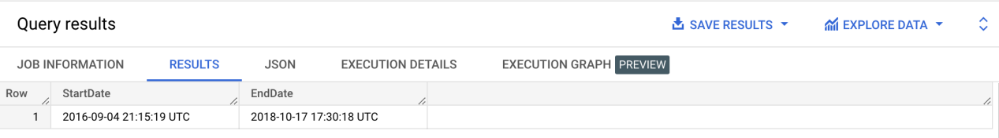 Query results SAVE RESULTS EXPLORE DATA
JOB INFORMATION RESULTS JSON EXECUTION DETAILS EXECUTION GRAPH PREVIEW
Row StartDate EndDate
1 2016-09-04 21:15:19 UTC 2018-10-17 17:30:18 UTC